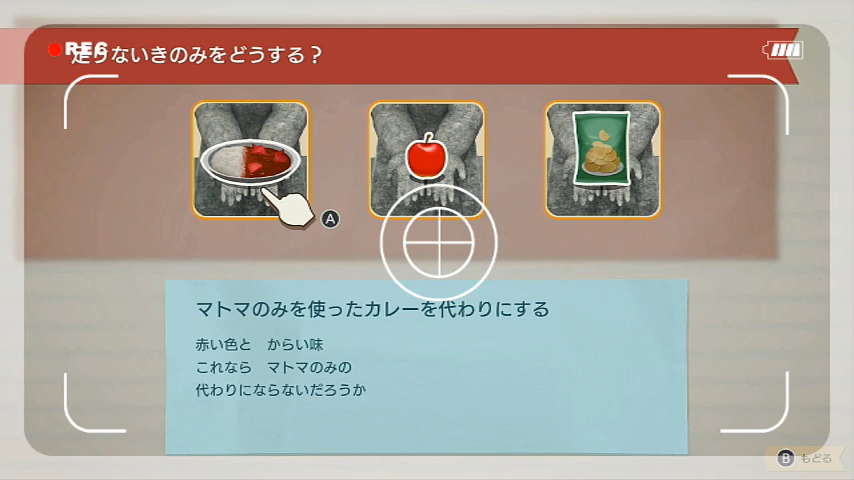 REC
足りないきのみをどうする？
A
マトマのみを使ったカレーを代わりにする
赤い色と　からい味
これなら　マトマのみの
代わりにならないだろうか
B もどる